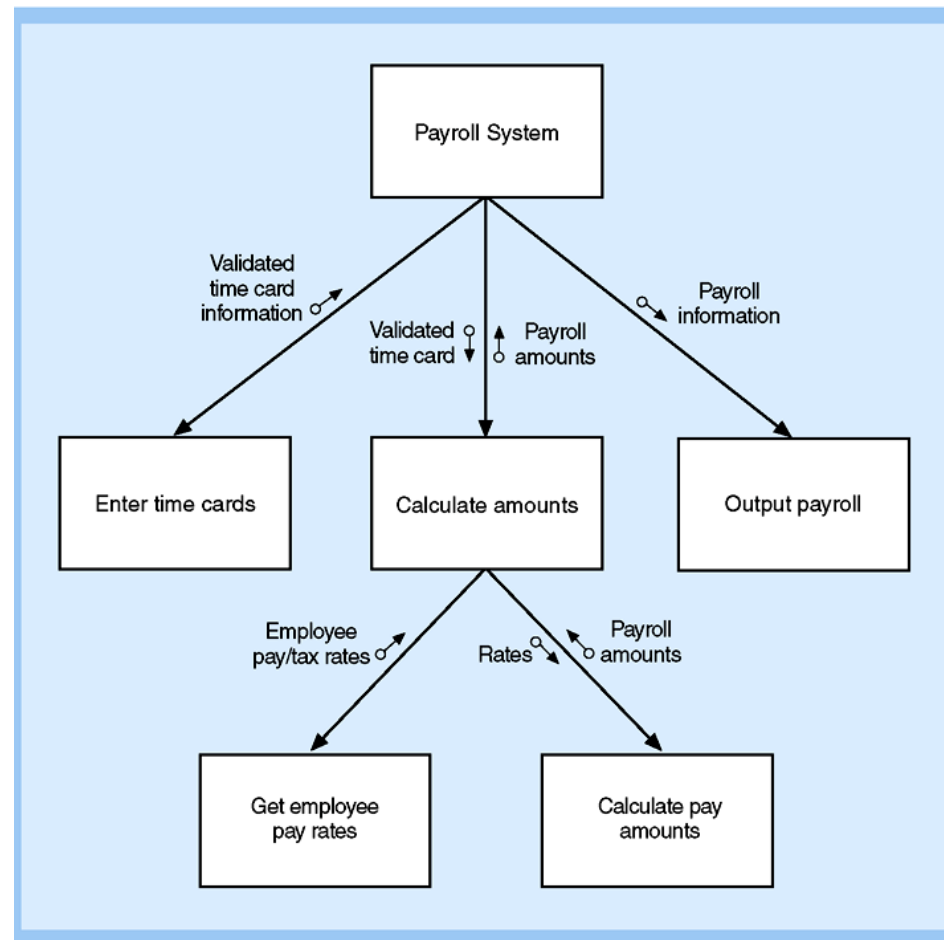 Payroll System
Validated
time card
information
Validated
time card
Payroll
amounts
Payroll
information
Enter time cards
Calculate amounts
Output payroll
Employee
pay/tax rates
Rates
Payroll
amounts
Get employee
pay rates
Calculate pay
amounts